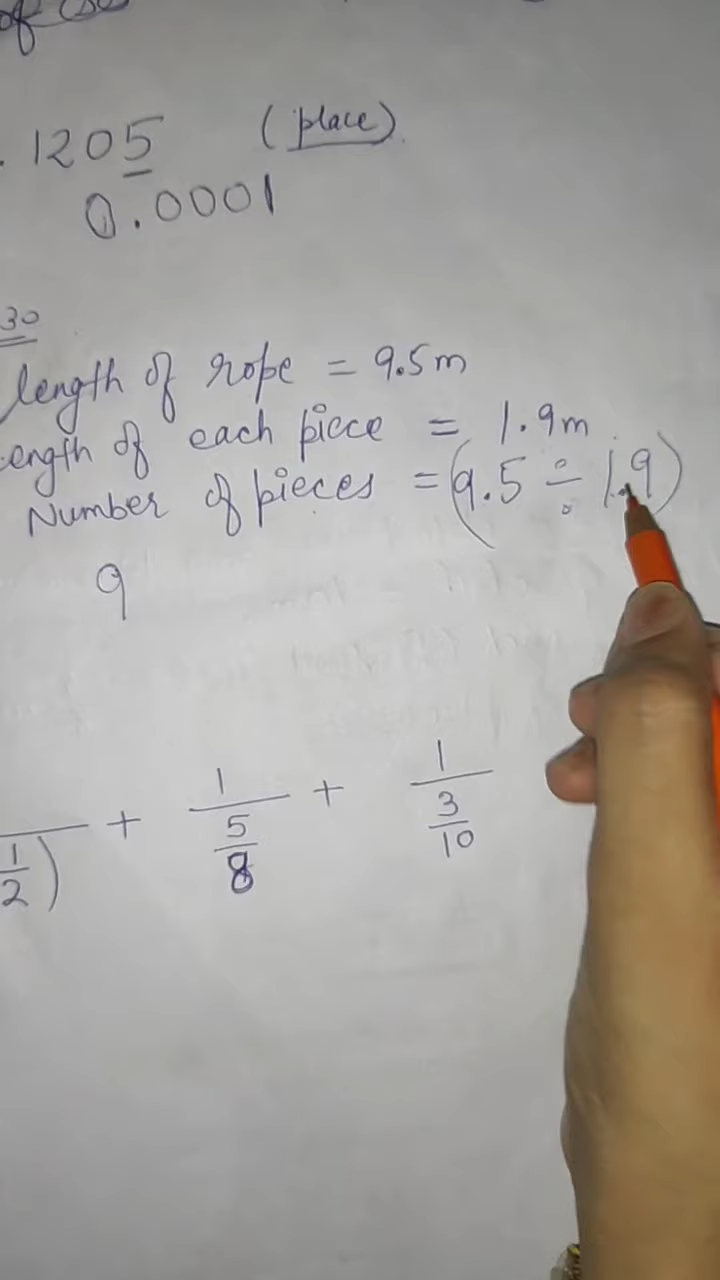 of
. 1205 (place)
0.0001
30
length of rope = 9.5m
length of each piece = 1.9m
Number of pieces = (9.5 ÷ 1.9)
9
1/2) + 1/(5/8) + 1/(3/10)